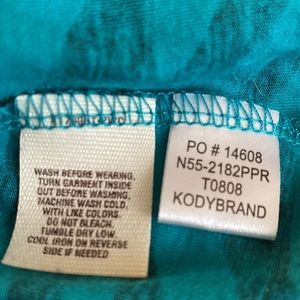 WASH BEFORE WEARING,
TURN GARMENT INSIDE
OUT BEFORE WASHING,
MACHINE WASH COLD
WITH LIKE COLORS.
DO NOT BLEACH.
TUMBLE DRY LOW.
COOL IRON ON REVERSE
SIDE IF NEEDED
PO # 14608
N55-2182PPR
T0808
KODYBRAND